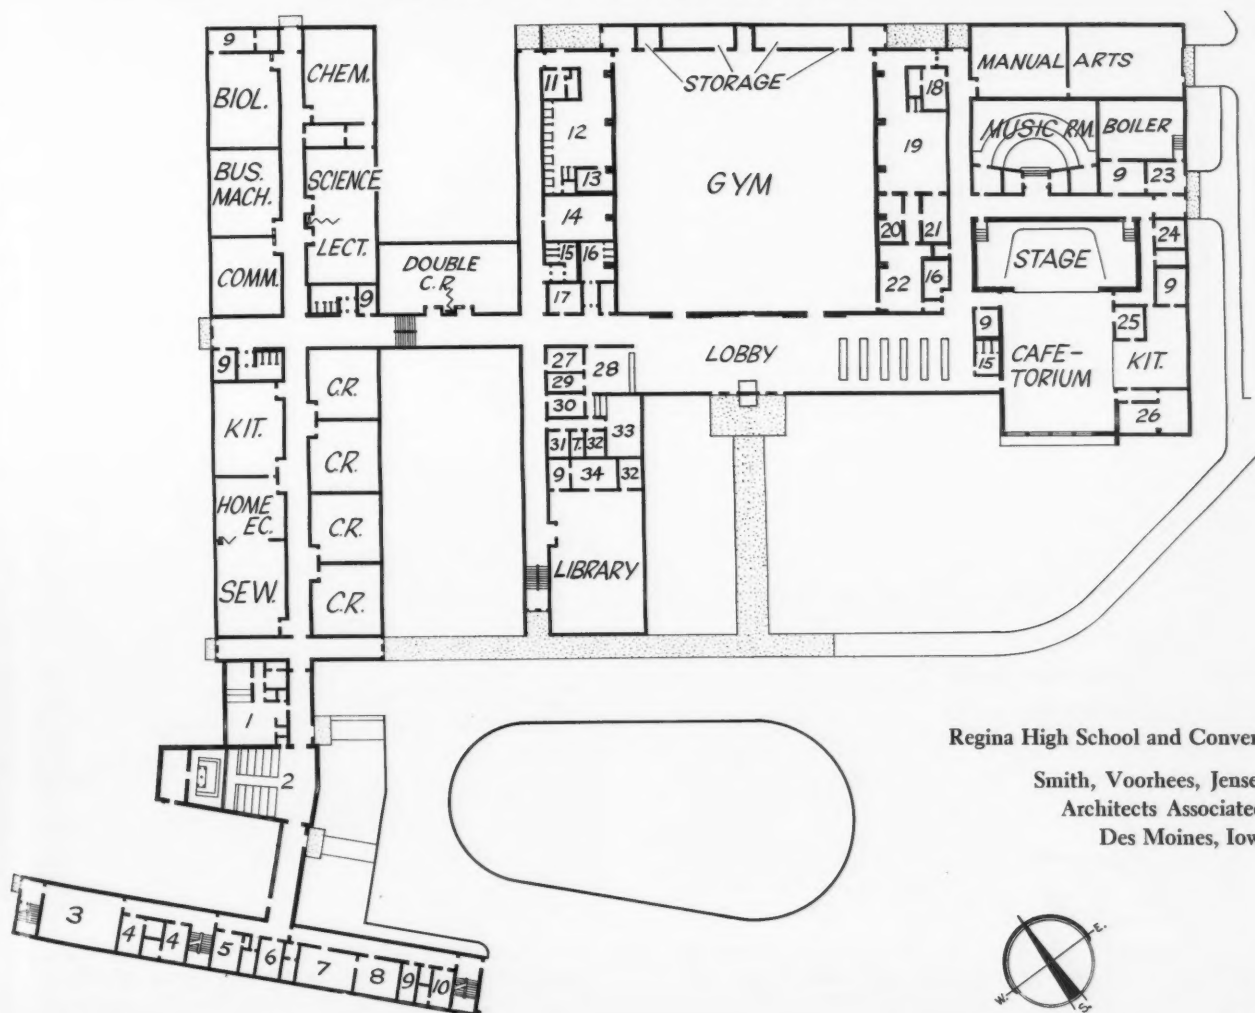 9
CHEM.
BIOL.
BUS. MACH.
SCIENCE
LECT.
COMM.
9
DOUBLE C.R.
9
KIT.
HOME EC.
SEW.
C.R.
C.R.
C.R.
C.R.
11
12
13
14
15
16
17
STORAGE
GYM
18
19
20
21
22
16
MANUAL ARTS
MUSIC RM.
BOILER
9
23
24
STAGE
9
25
9
15
CAFE-
TORIUM
KIT.
26
LOBBY
27
28
29
30
31
T.
32
33
9
34
32
LIBRARY
1
2
3
4
4
5
6
7
8
9
10
Regina High School and Conven
Smith, Voorhees, Jense
Architects Associate
Des Moines, Iow
E.
W.
S.